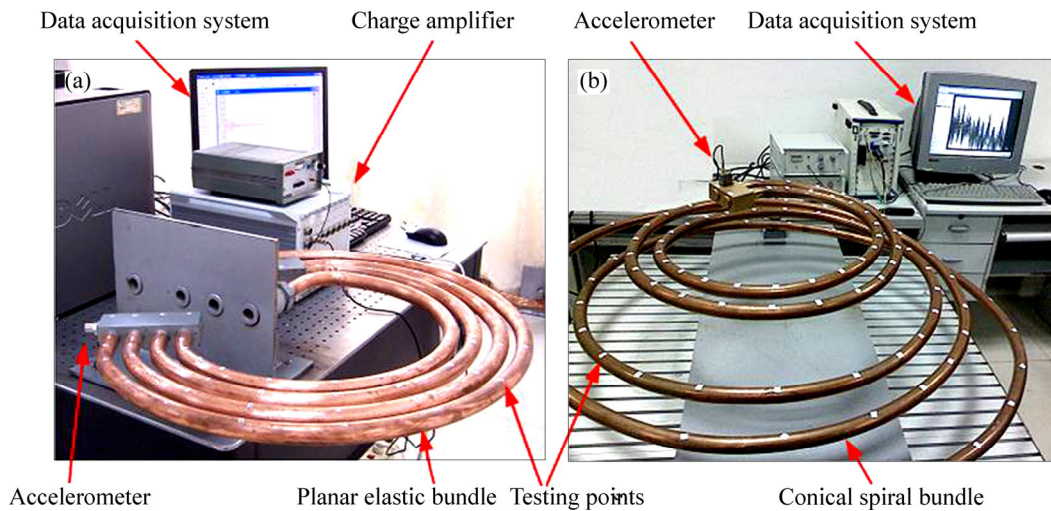 Data acquisition system
Charge amplifier
Accelerometer
Data acquisition system
(a)
(b)
Accelerometer
Planar elastic bundle
Testing points
Conical spiral bundle